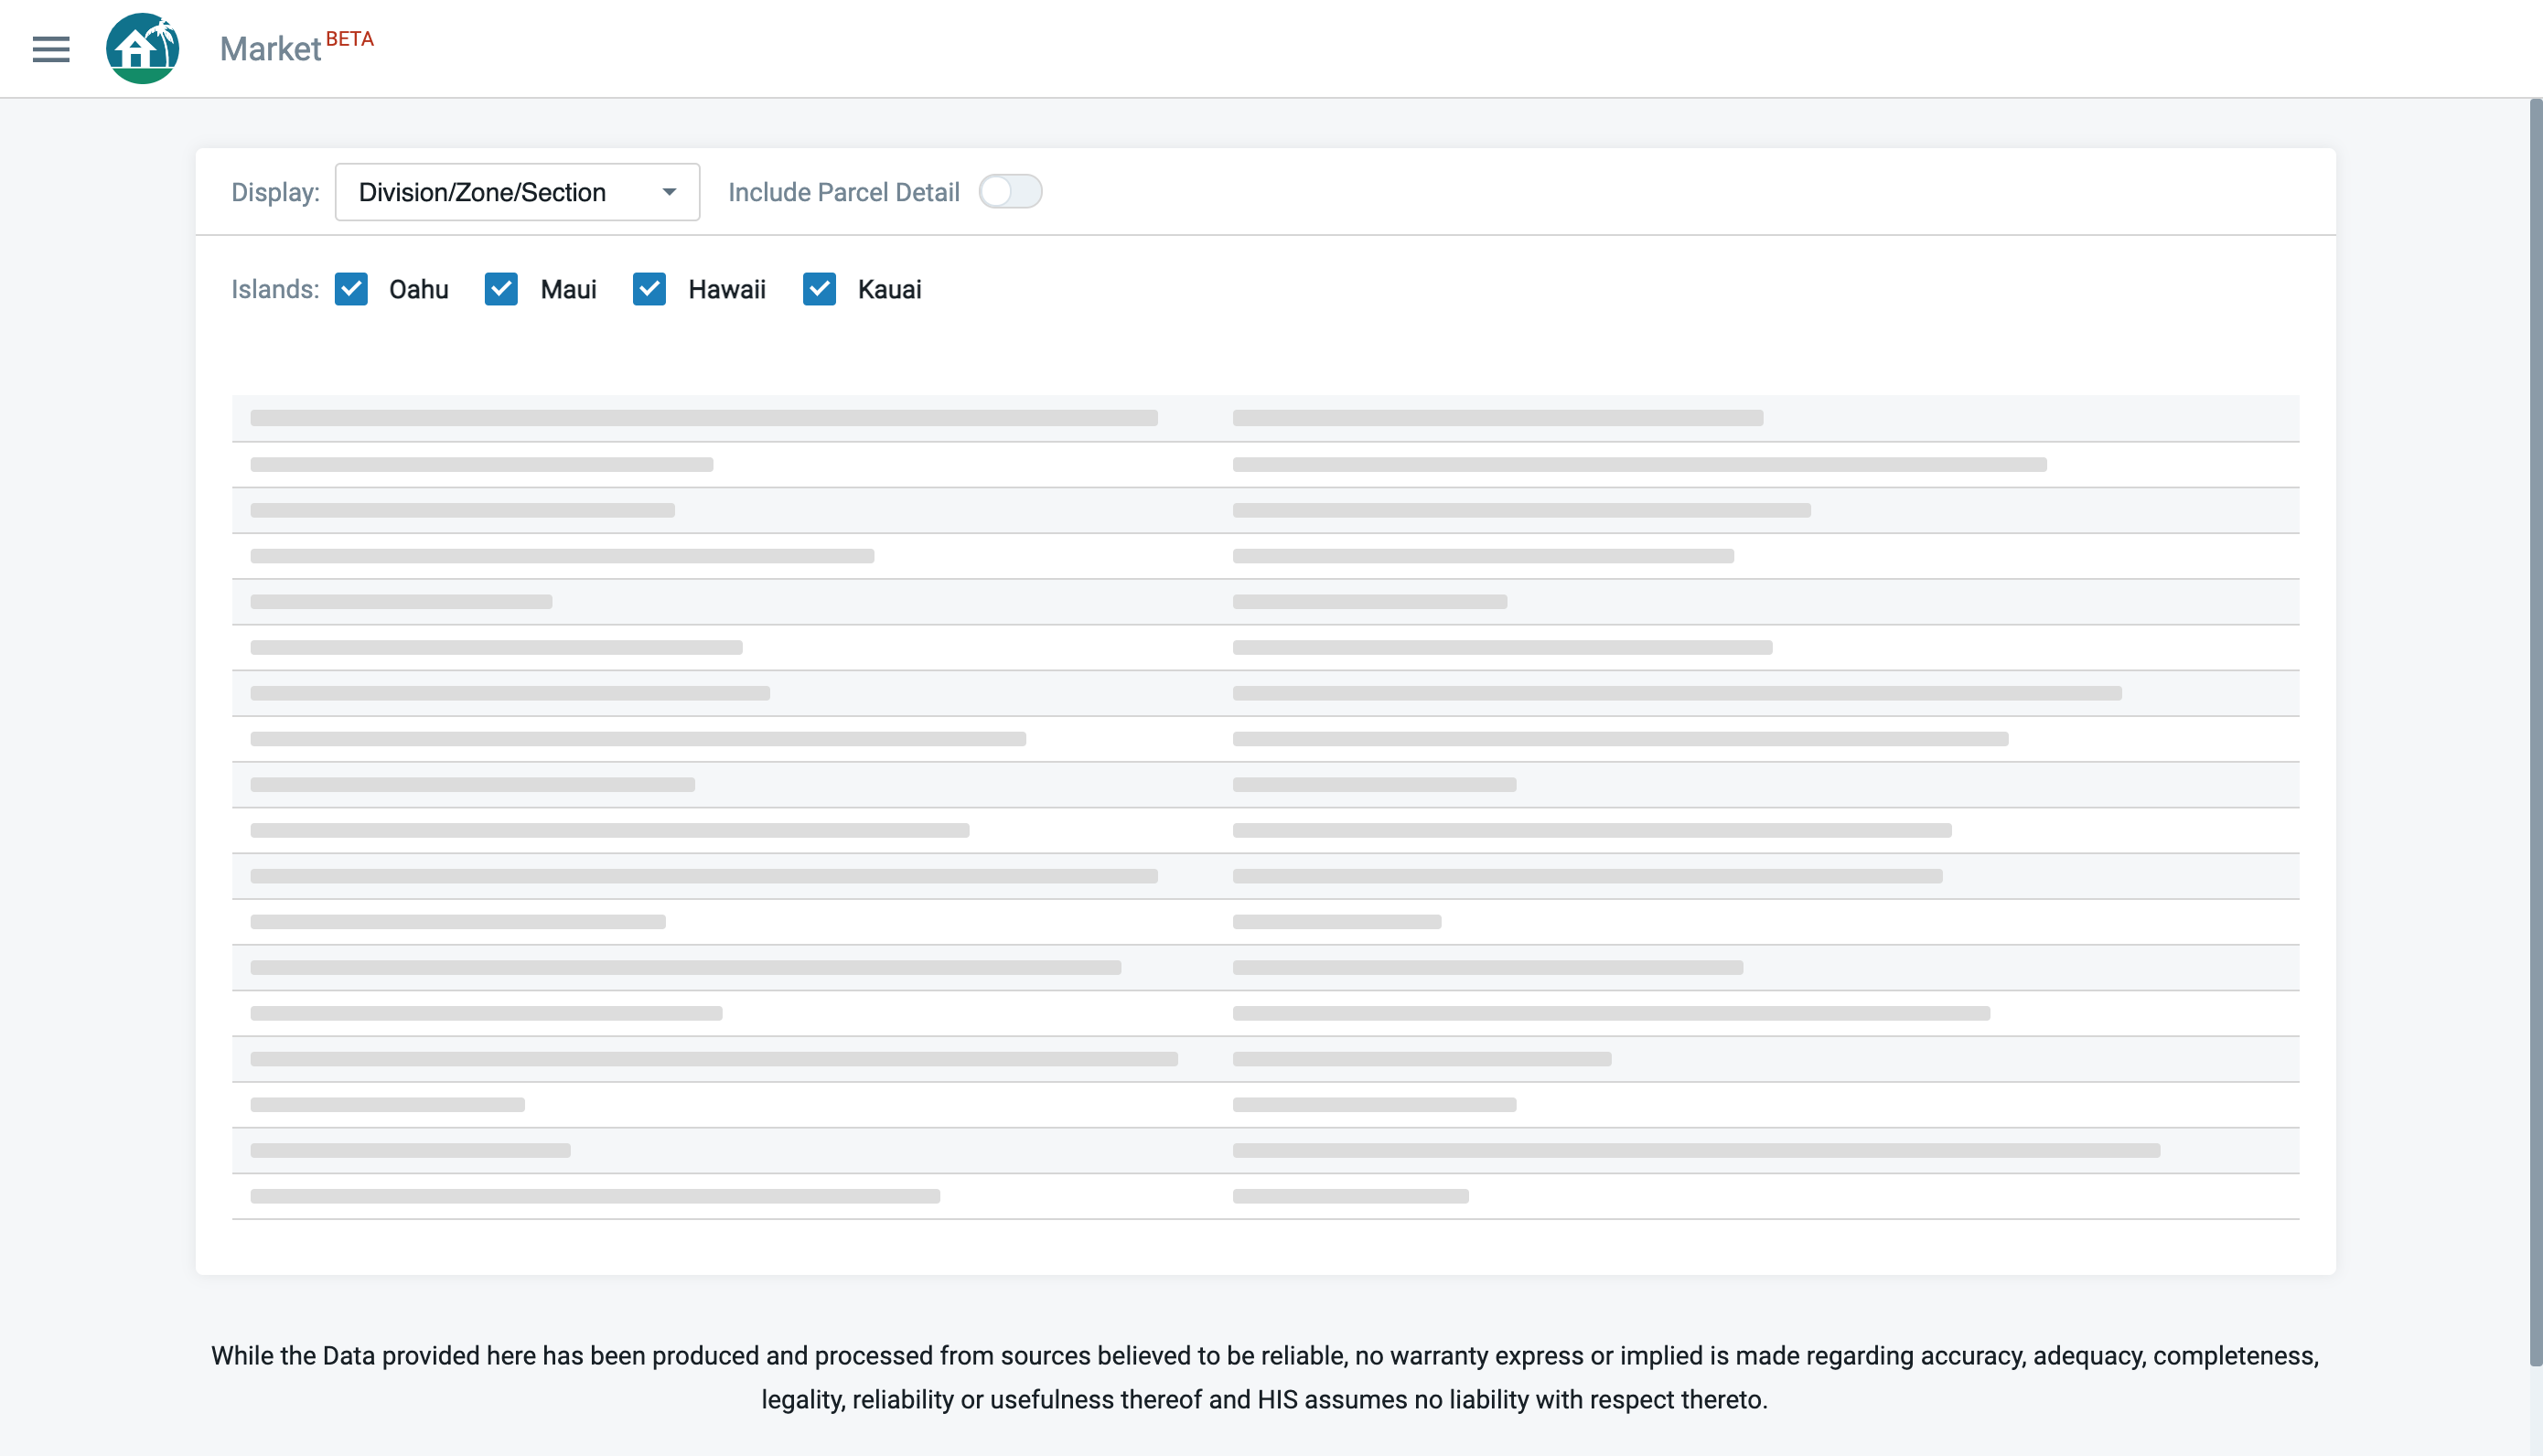 Market BETA
Display: Division/Zone/Section Include Parcel Detail
Islands: Oahu Maui Hawaii Kauai
While the Data provided here has been produced and processed from sources believed to be reliable, no warranty express or implied is made regarding accuracy, adequacy, completeness,
legality, reliability or usefulness thereof and HIS assumes no liability with respect thereto.